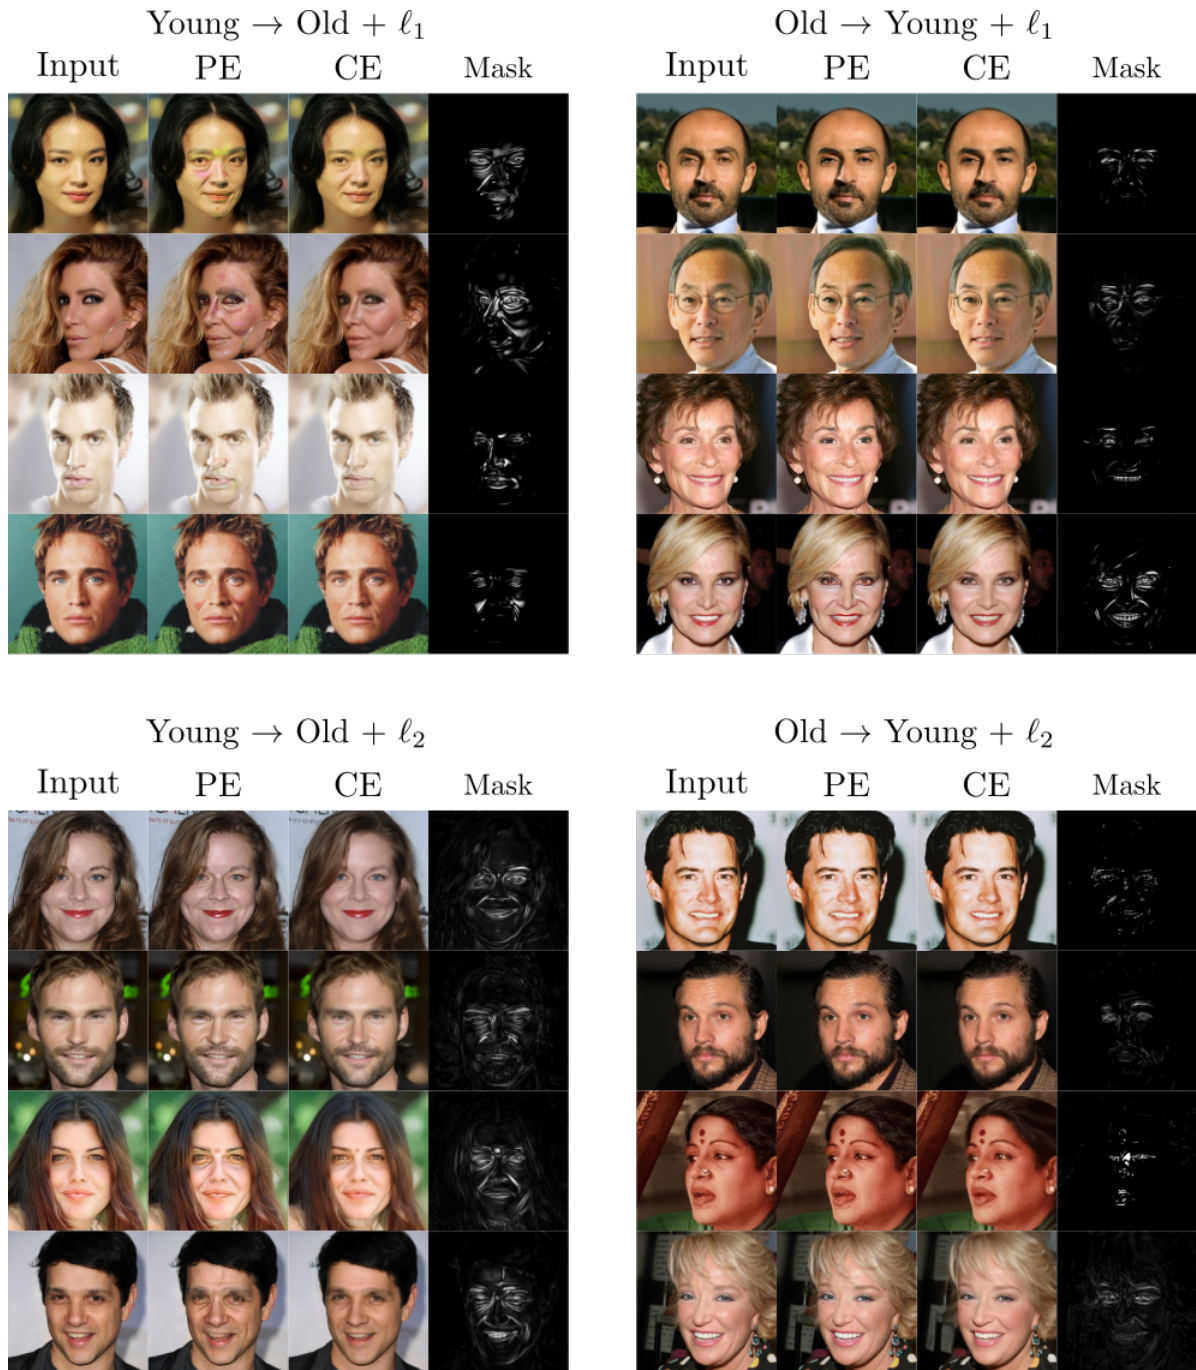 Young → Old + ℓ₁
Input PE CE Mask
Old → Young + ℓ₁
Input PE CE Mask
Young → Old + ℓ₂
Input PE CE Mask
Old → Young + ℓ₂
Input PE CE Mask